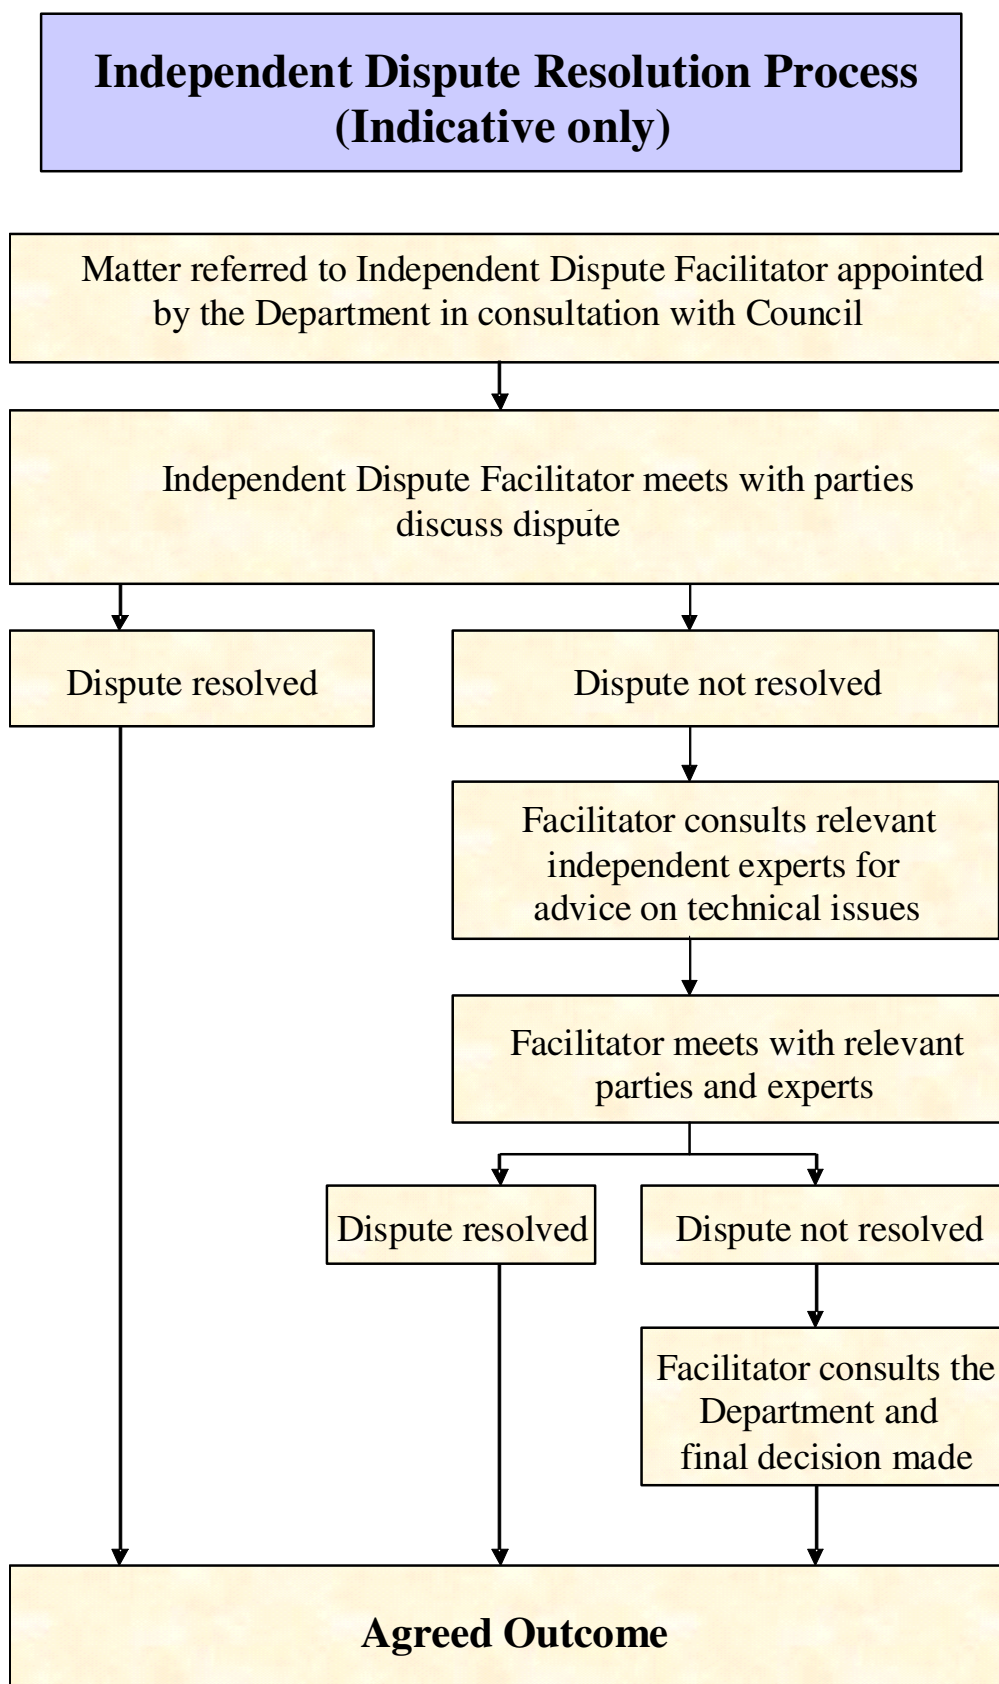 Independent Dispute Resolution Process
(Indicative only)
Matter referred to Independent Dispute Facilitator appointed
by the Department in consultation with Council
Independent Dispute Facilitator meets with parties
discuss dispute
Dispute resolved
Dispute not resolved
Facilitator consults relevant
independent experts for
advice on technical issues
Facilitator meets with relevant
parties and experts
Dispute resolved
Dispute not resolved
Facilitator consults the
Department and
final decision made
Agreed Outcome